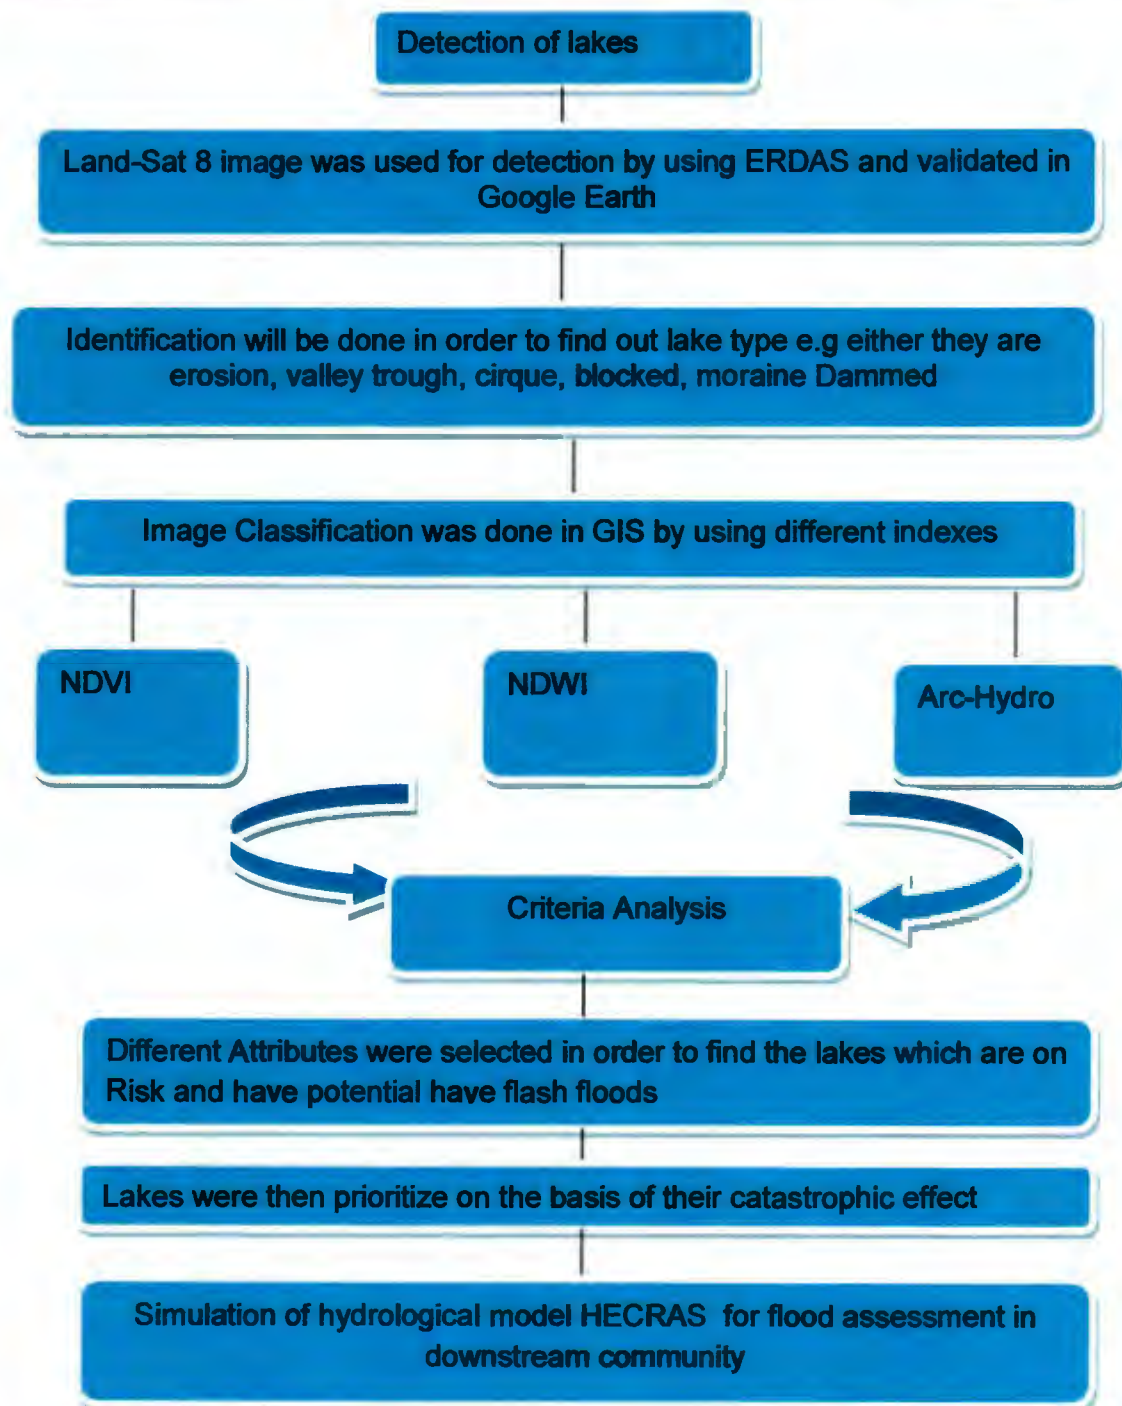 Detection of lakes
Land-Sat 8 image was used for detection by using ERDAS and validated in
Google Earth
Identification will be done in order to find out lake type e.g either they are
erosion, valley trough, cirque, blocked, moraine Dammed
Image Classification was done in GIS by using different indexes
NDVI
NDWI
Arc-Hydro
Criteria Analysis
Different Attributes were selected in order to find the lakes which are on
Risk and have potential have flash floods
Lakes were then prioritize on the basis of their catastrophic effect
Simulation of hydrological model HECRAS for flood assessment in
downstream community